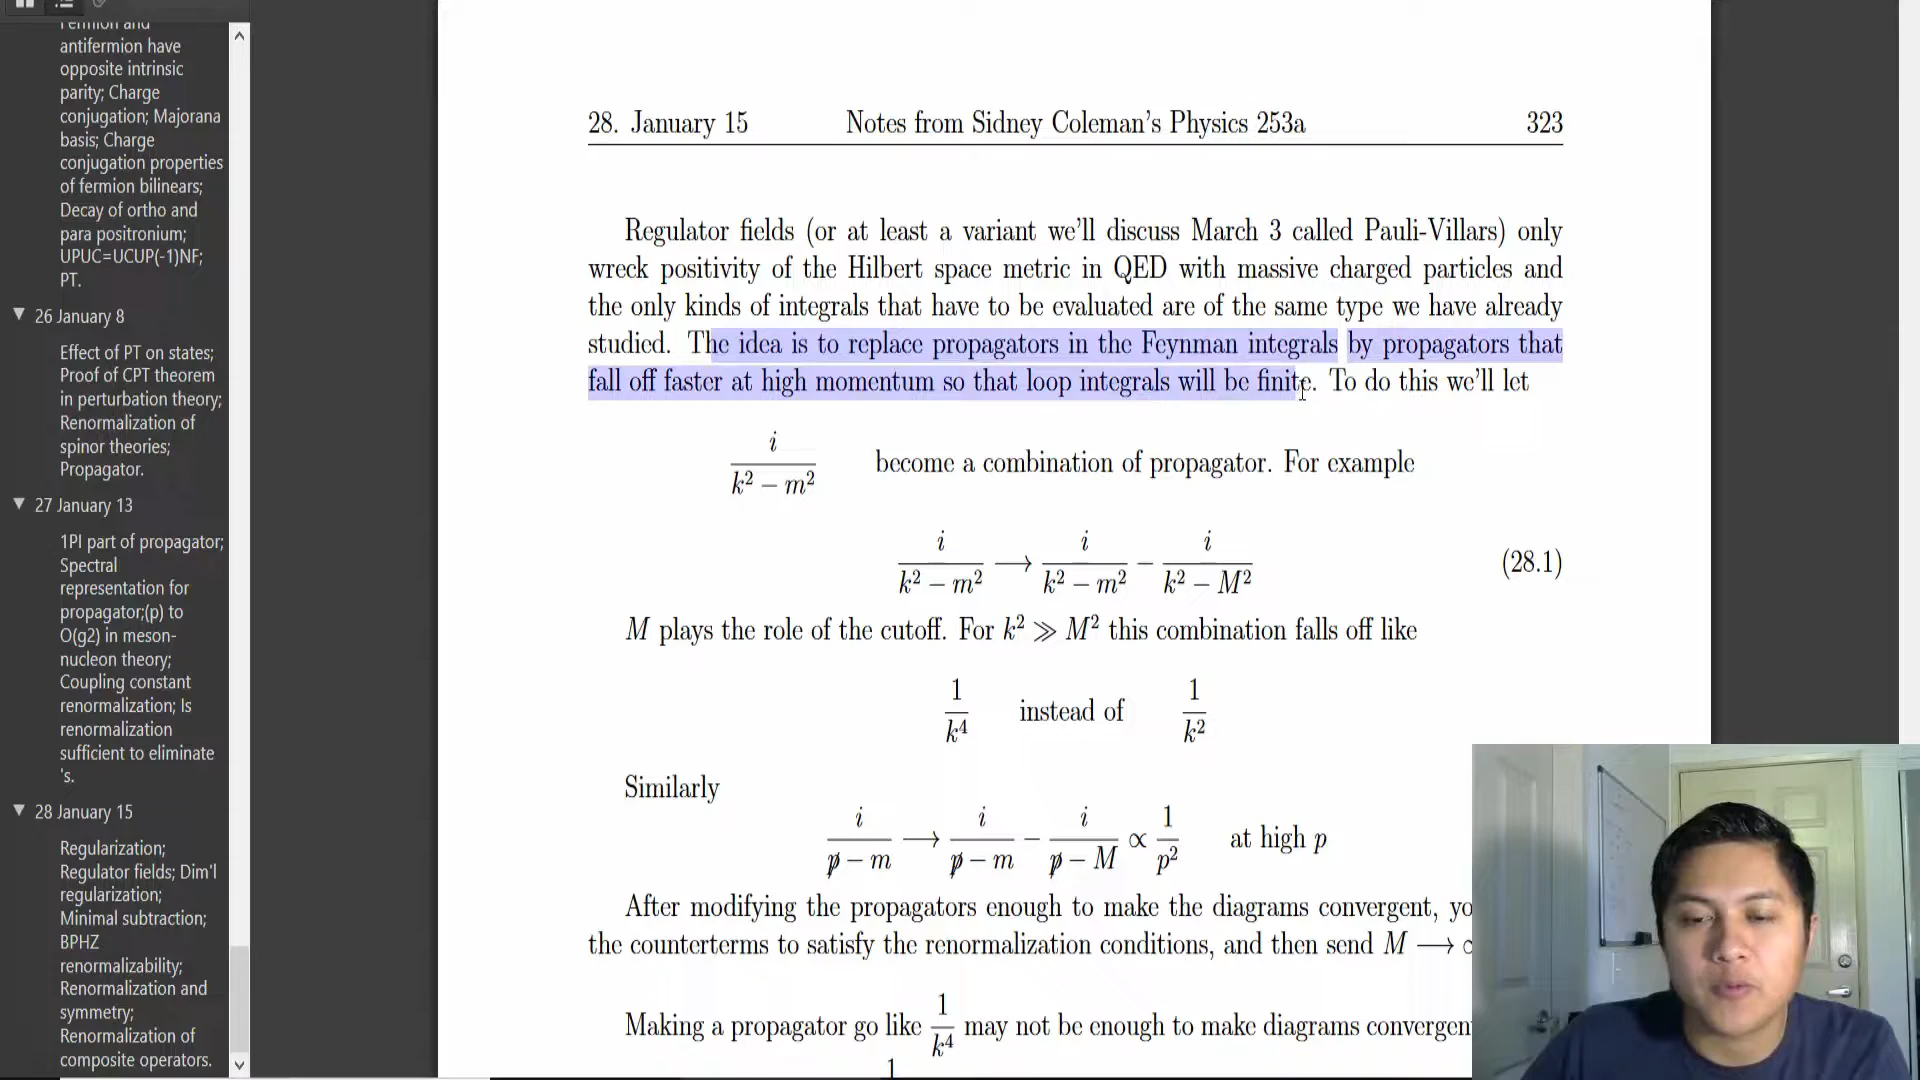 Fermion and
antifermion have
opposite intrinsic
parity; Charge
conjugation; Majorana
basis; Charge
conjugation properties
of fermion bilinears;
Decay of ortho and
para positronium;
UPUC=UCUP(-1)NF;
PT.
26 January 8
Effect of PT on states;
Proof of CPT theorem
in perturbation theory;
Renormalization of
spinor theories;
Propagator.
27 January 13
1PI part of propagator;
Spectral
representation for
propagator;(p) to
O(g2) in meson-
nucleon theory;
Coupling constant
renormalization; Is
renormalization
sufficient to eliminate
's.
28 January 15
Regularization;
Regulator fields; Dim'l
regularization;
Minimal subtraction;
BPHZ
renormalizability;
Renormalization and
symmetry;
Renormalization of
composite operators.
28. January 15 Notes from Sidney Coleman's Physics 253a 323
Regulator fields (or at least a variant we'll discuss March 3 called Pauli-Villars) only
wreck positivity of the Hilbert space metric in QED with massive charged particles and
the only kinds of integrals that have to be evaluated are of the same type we have already
studied. The idea is to replace propagators in the Feynman integrals by propagators that
fall off faster at high momentum so that loop integrals will be finite. To do this we'll let
i/(k² − m²) become a combination of propagator. For example
i/(k² − m²) ⟶ i/(k² − m²) − i/(k² − M²) (28.1)
M plays the role of the cutoff. For k² ≫ M² this combination falls off like
1/k⁴ instead of 1/k²
Similarly
i/(p̸ − m) ⟶ i/(p̸ − m) − i/(p̸ − M) ∝ 1/p² at high p
After modifying the propagators enough to make the diagrams convergent, yo
the counterterms to satisfy the renormalization conditions, and then send M ⟶
Making a propagator go like 1/k⁴ may not be enough to make diagrams convergen
1